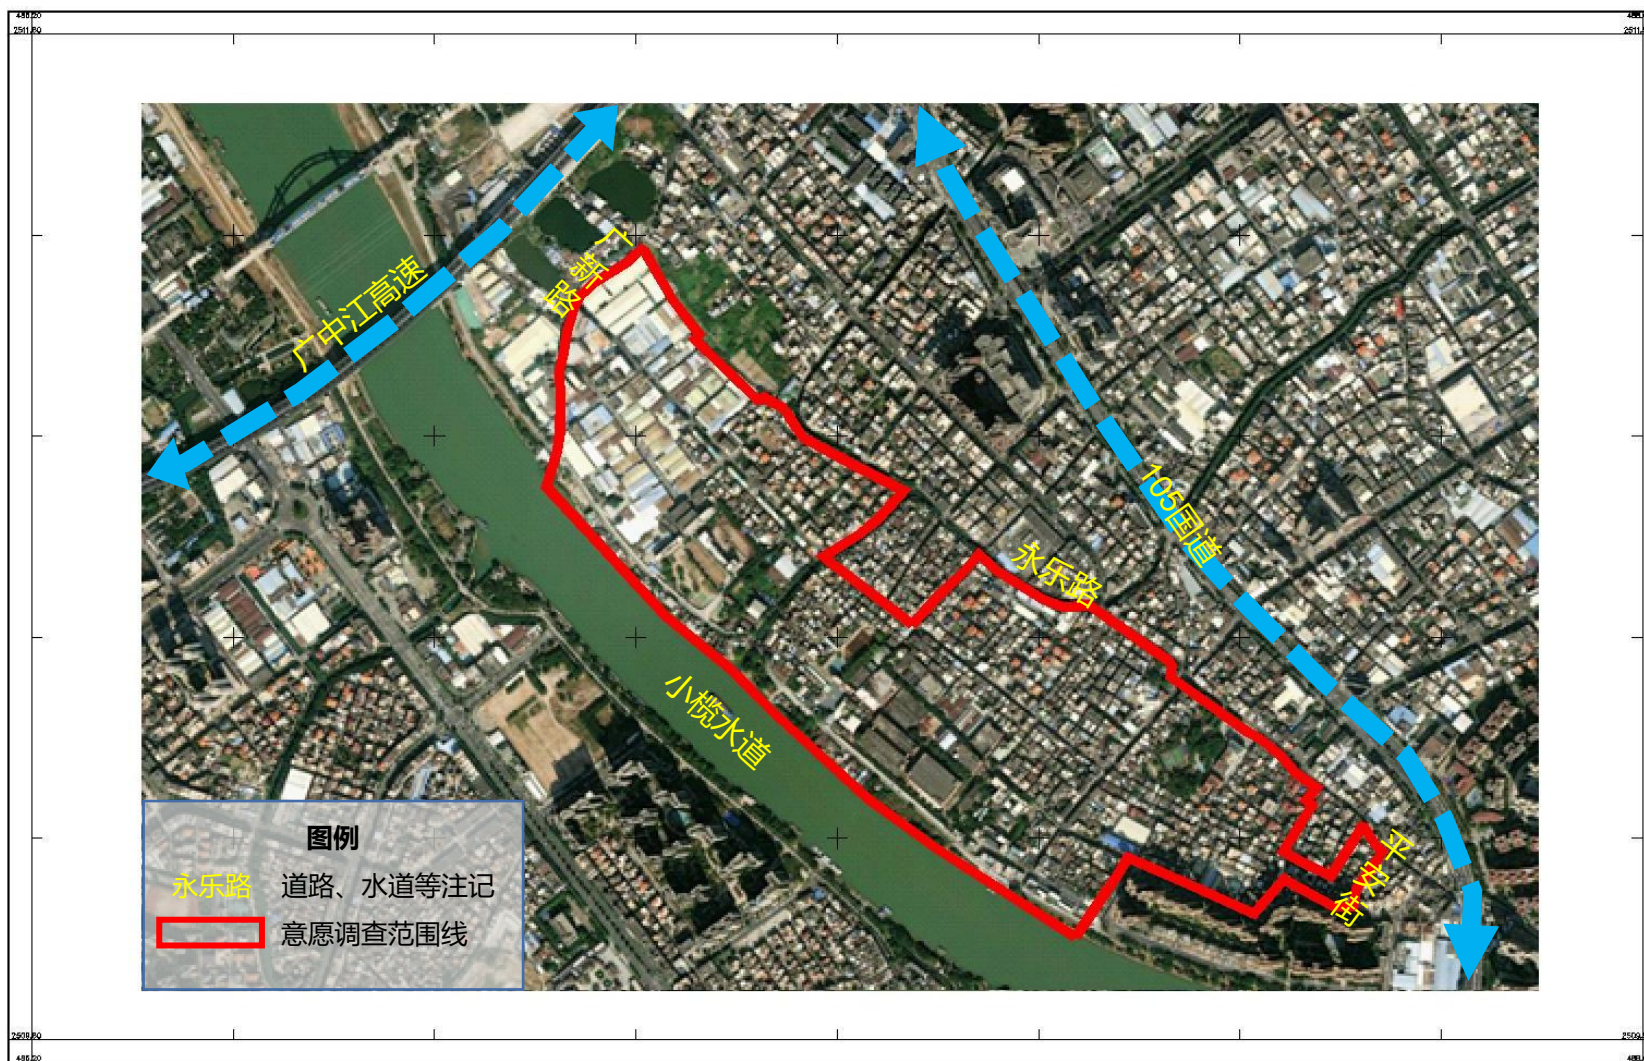 广新路
广中江高速
105国道
永乐路
小榄水道
平安街
图例
永乐路 道路、水道等注记
意愿调查范围线